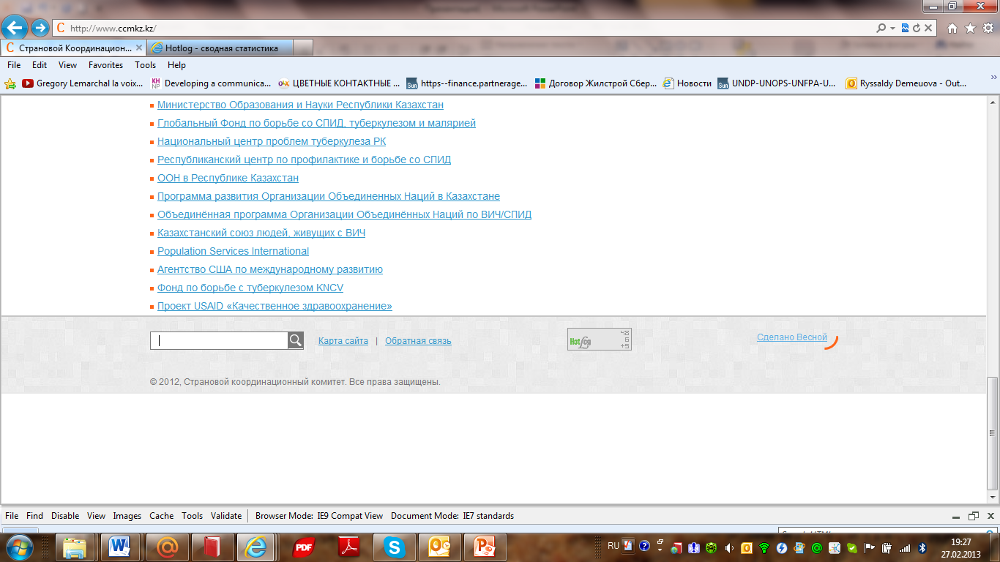 http://www.ccmkz.kz/
Страновой Координацион...
Hotlog - сводная статистика
File Edit View Favorites Tools Help
Gregory Lemarchal la voix... Developing a communica... ЦВЕТНЫЕ КОНТАКТНЫЕ ... https--finance.partnerage... Договор Жилстрой Сбер... Новости UNDP-UNOPS-UNFPA-U... Ryssaldy Demeuova - Out...
Министерство Образования и Науки Республики Казахстан
Глобальный Фонд по борьбе со СПИД, туберкулезом и малярией
Национальный центр проблем туберкулеза РК
Республиканский центр по профилактике и борьбе со СПИД
ООН в Республике Казахстан
Программа развития Организации Объединенных Наций в Казахстане
Объединённая программа Организации Объединённых Наций по ВИЧ/СПИД
Казахстанский союз людей, живущих с ВИЧ
Population Services International
Агентство США по международному развитию
Фонд по борьбе с туберкулезом KNCV
Проект USAID «Качественное здравоохранение»
Карта сайта | Обратная связь
HotLog
48
6
+5
Сделано Весной
© 2012, Страновой координационный комитет. Все права защищены.
File Find Disable View Images Cache Tools Validate Browser Mode: IE9 Compat View Document Mode: IE7 standards
PDF
RU
19:27
27.02.2013